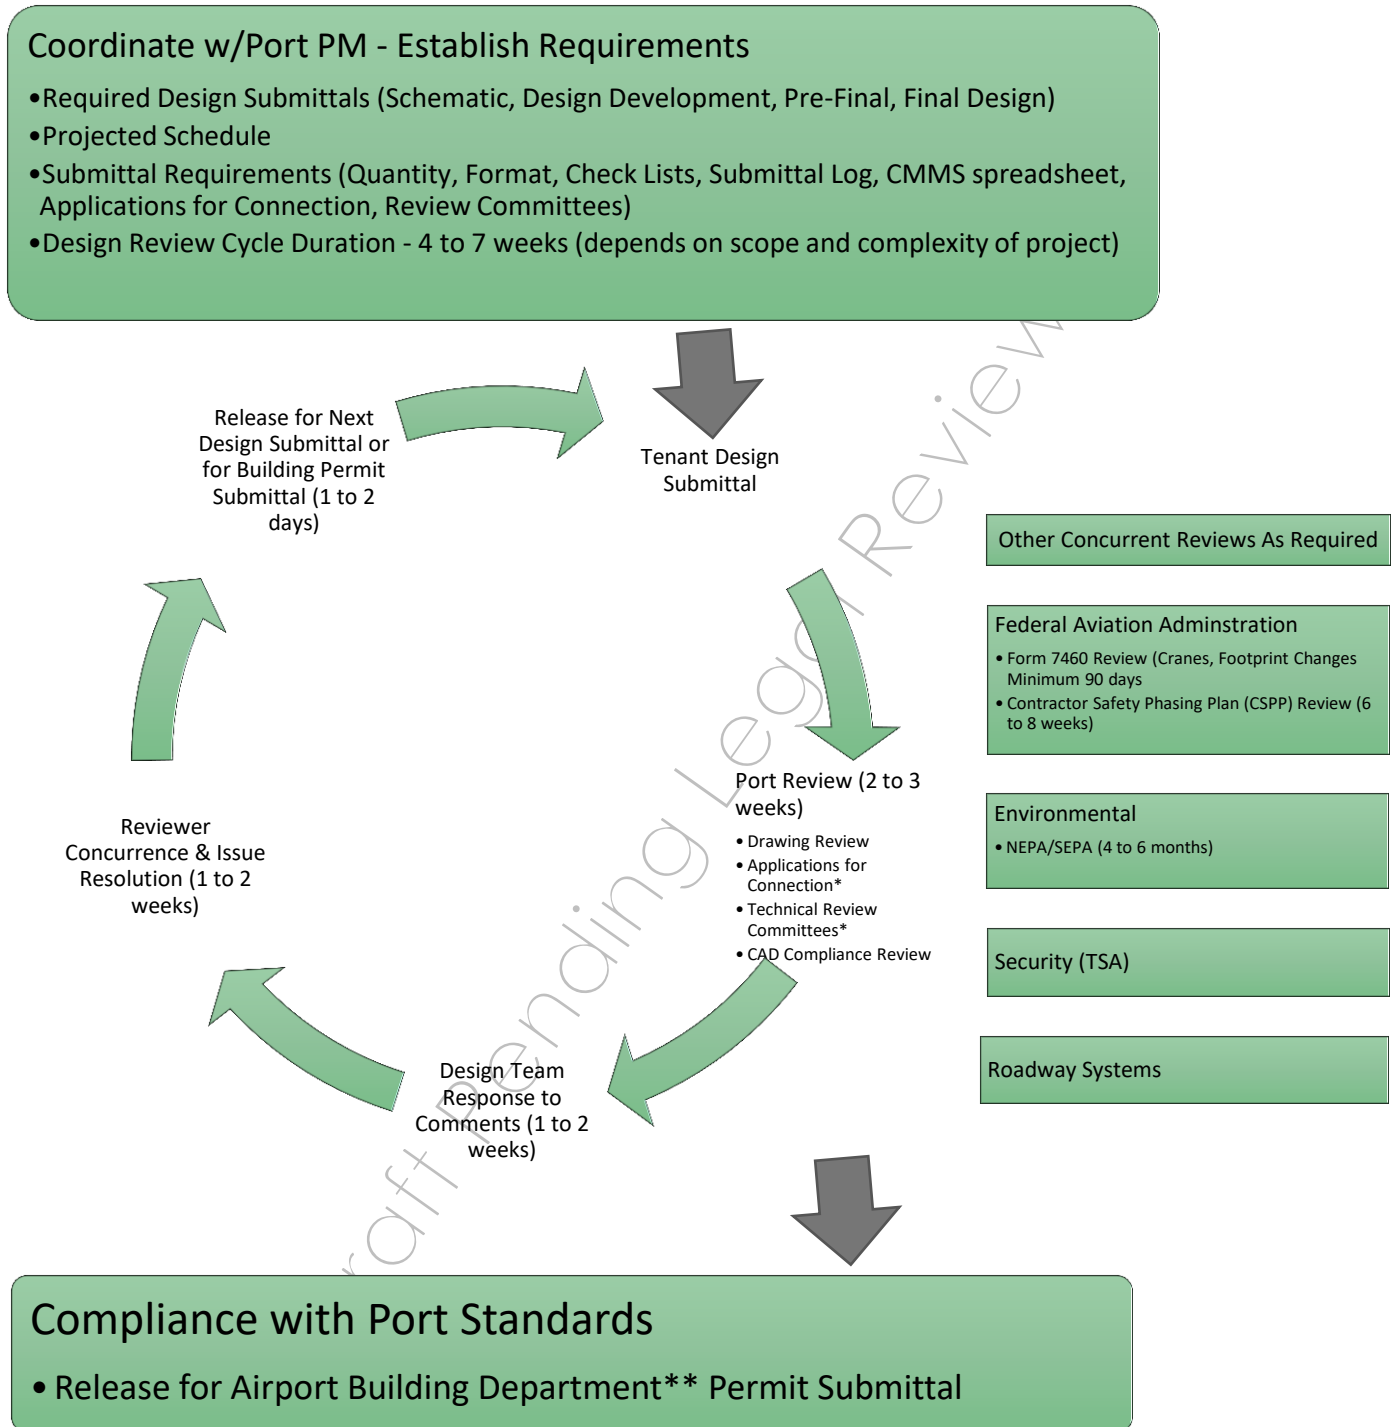 Coordinate w/Port PM - Establish Requirements
•Required Design Submittals (Schematic, Design Development, Pre-Final, Final Design)
•Projected Schedule
•Submittal Requirements (Quantity, Format, Check Lists, Submittal Log, CMMS spreadsheet,
Applications for Connection, Review Committees)
•Design Review Cycle Duration - 4 to 7 weeks (depends on scope and complexity of project)
Release for Next
Design Submittal or
for Building Permit
Submittal (1 to 2
days)
Tenant Design
Submittal
Port Review (2 to 3
weeks)
• Drawing Review
• Applications for
Connection*
• Technical Review
Committees*
• CAD Compliance Review
Design Team
Response to
Comments (1 to 2
weeks)
Reviewer
Concurrence & Issue
Resolution (1 to 2
weeks)
Other Concurrent Reviews As Required
Federal Aviation Adminstration
• Form 7460 Review (Cranes, Footprint Changes
Minimum 90 days
• Contractor Safety Phasing Plan (CSPP) Review (6
to 8 weeks)
Environmental
• NEPA/SEPA (4 to 6 months)
Security (TSA)
Roadway Systems
raft Pending Legal Review
Compliance with Port Standards
• Release for Airport Building Department** Permit Submittal